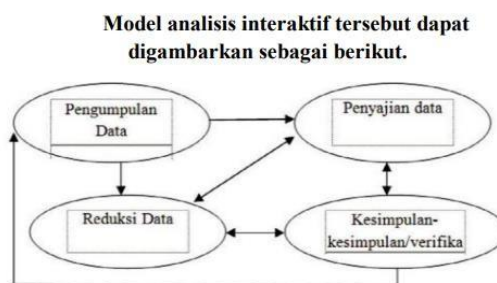 Model analisis interaktif tersebut dapat
digambarkan sebagai berikut.
Pengumpulan
Data
Penyajian data
Reduksi Data
Kesimpulan-
kesimpulan/verifika